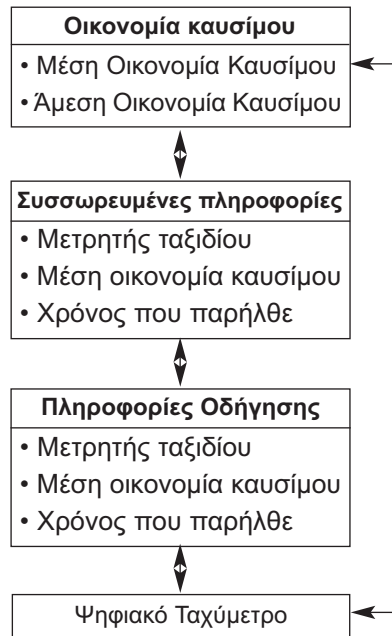 Οικονομία καυσίμου
• Μέση Οικονομία Καυσίμου
• Άμεση Οικονομία Καυσίμου
Συσσωρευμένες πληροφορίες
• Μετρητής ταξιδίου
• Μέση οικονομία καυσίμου
• Χρόνος που παρήλθε
Πληροφορίες Οδήγησης
• Μετρητής ταξιδίου
• Μέση οικονομία καυσίμου
• Χρόνος που παρήλθε
Ψηφιακό Ταχύμετρο